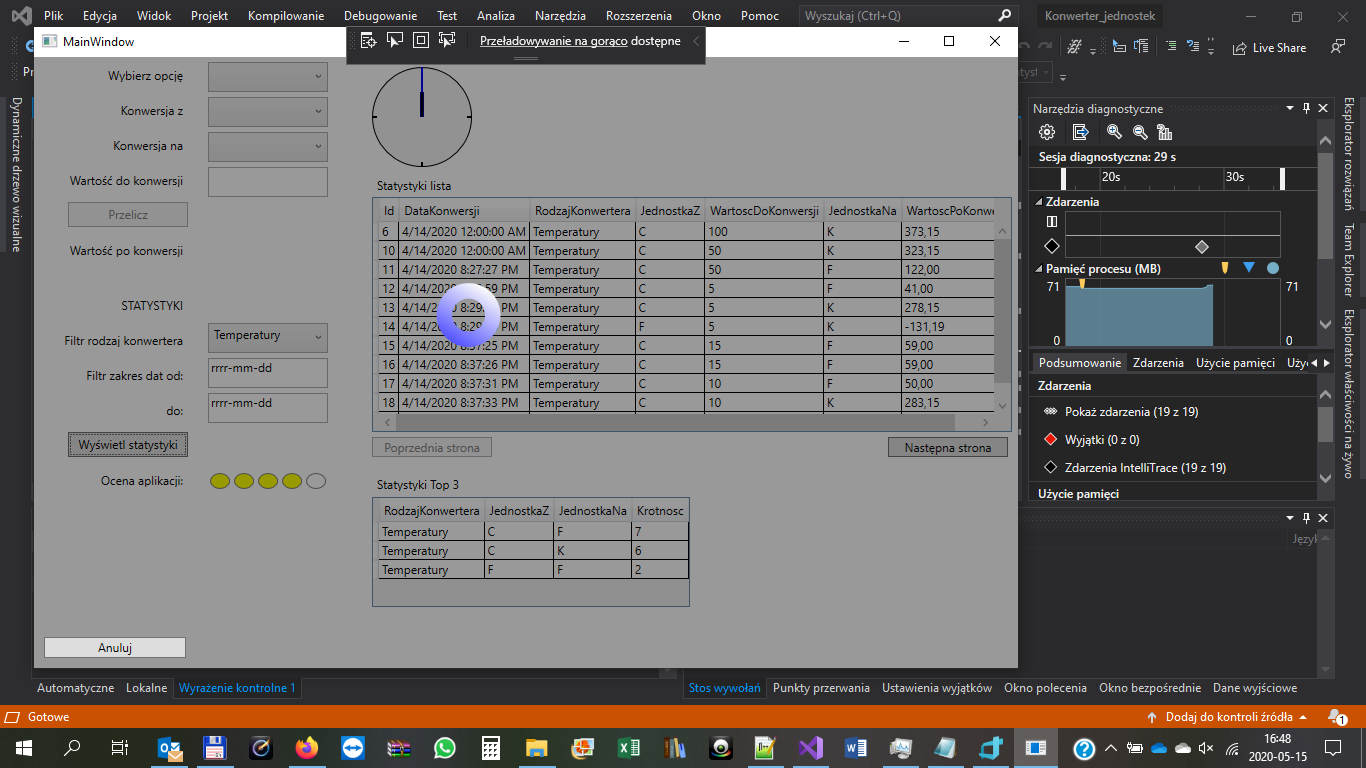 Plik Edycja Widok Projekt Kompilowanie Debugowanie Test Analiza Narzędzia Rozszerzenia Okno Pomoc Wyszukaj (Ctrl+Q) Konwerter_jednostek
MainWindow
Przeładowywanie na gorąco dostępne
Live Share
Dynamiczne drzewo wizualne
Wybierz opcję
Konwersja z
Konwersja na
Wartość do konwersji
Przelicz
Wartość po konwersji
STATYSTYKI
Filtr rodzaj konwertera Temperatury
Filtr zakres dat od: rrrr-mm-dd
do: rrrr-mm-dd
Wyświetl statystyki
Ocena aplikacji:
Anuluj
Statystyki lista
Id DataKonwersji RodzajKonwertera JednostkaZ WartoscDoKonwersji JednostkaNa WartoscPoKonwe
6 4/14/2020 12:00:00 AM Temperatury C 100 K 373,15
10 4/14/2020 12:00:00 AM Temperatury C 50 K 323,15
11 4/14/2020 8:27:27 PM Temperatury C 50 F 122,00
12 4/14/2020 :59 PM Temperatury C 5 F 41,00
13 4/14/20 8:29: PM Temperatury C 5 K 278,15
14 4/14/20 8:29: PM Temperatury F 5 K -131,19
15 4/14/2020 8:37:25 PM Temperatury C 15 F 59,00
16 4/14/2020 8:37:26 PM Temperatury C 15 F 59,00
17 4/14/2020 8:37:31 PM Temperatury C 10 F 50,00
18 4/14/2020 8:37:33 PM Temperatury C 10 K 283,15
Poprzednia strona Następna strona
Statystyki Top 3
RodzajKonwertera JednostkaZ JednostkaNa Krotnosc
Temperatury C F 7
Temperatury C K 6
Temperatury F F 2
Narzędzia diagnostyczne
Sesja diagnostyczna: 29 s
20s 30s
Zdarzenia
Pamięć procesu (MB)
71 71
0 0
Podsumowanie Zdarzenia Użycie pamięci Uży
Zdarzenia
Pokaż zdarzenia (19 z 19)
Wyjątki (0 z 0)
Zdarzenia IntelliTrace (19 z 19)
Użycie pamięci
Język
Eksplorator rozwiązań
Team Explorer
Eksplorator właściwości na żywo
Automatyczne Lokalne Wyrażenie kontrolne 1 Stos wywołań Punkty przerwania Ustawienia wyjątków Okno polecenia Okno bezpośrednie Dane wyjściowe
Gotowe Dodaj do kontroli źródła 1
16:48
2020-05-15